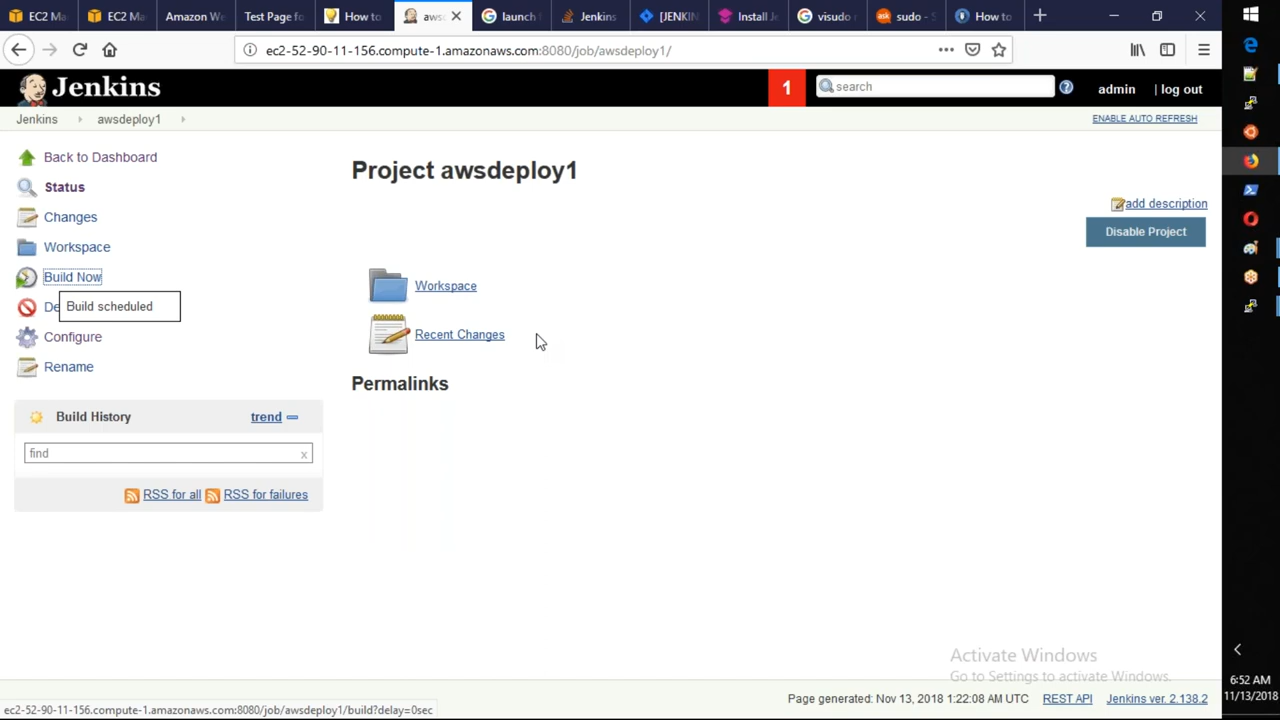 EC2 Ma
EC2 Ma
Amazon W
Test Page fo
How to
aws
launch
Jenkins
[JENKIN
Install Je
visudo
sudo - S
How to
ec2-52-90-11-156.compute-1.amazonaws.com:8080/job/awsdeploy1/
Jenkins
1
search
admin
| log out
Jenkins
awsdeploy1
ENABLE AUTO REFRESH
Back to Dashboard
Status
Changes
Workspace
Build Now
De
Build scheduled
Configure
Rename
Project awsdeploy1
add description
Disable Project
Workspace
Recent Changes
Permalinks
Build History
trend
find
x
RSS for all
RSS for failures
Activate Windows
Go to Settings to activate Windows.
Page generated: Nov 13, 2018 1:22:08 AM UTC
REST API
Jenkins ver. 2.138.2
ec2-52-90-11-156.compute-1.amazonaws.com:8080/job/awsdeploy1/build?delay=0sec
6:52 AM
11/13/2018